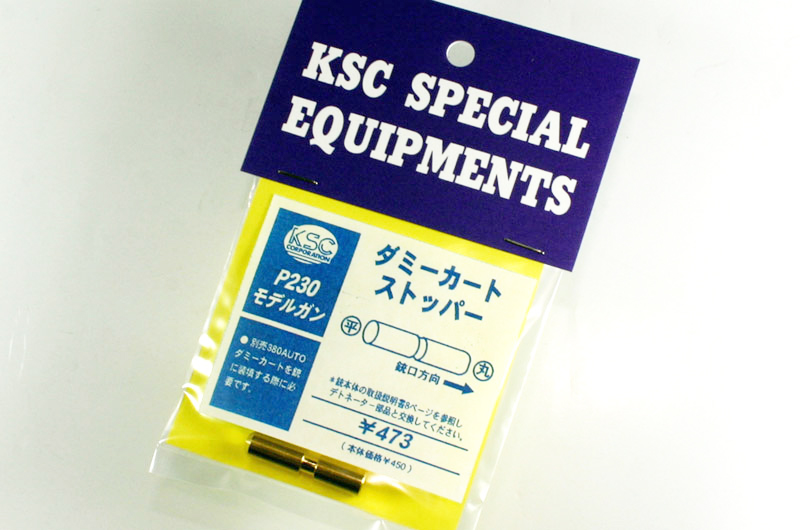 KSC SPECIAL
EQUIPMENTS
KSC
CORPORATION
P230
モデルガン
● 別売380AUTO
ダミーカートを銃
に装填する際に必
要です。
ダミーカート
ストッパー
平
丸
銃口方向
*銃本体の取扱説明書8ページを参照し
デトネーター部品と交換してください。
¥473
(本体価格¥450)